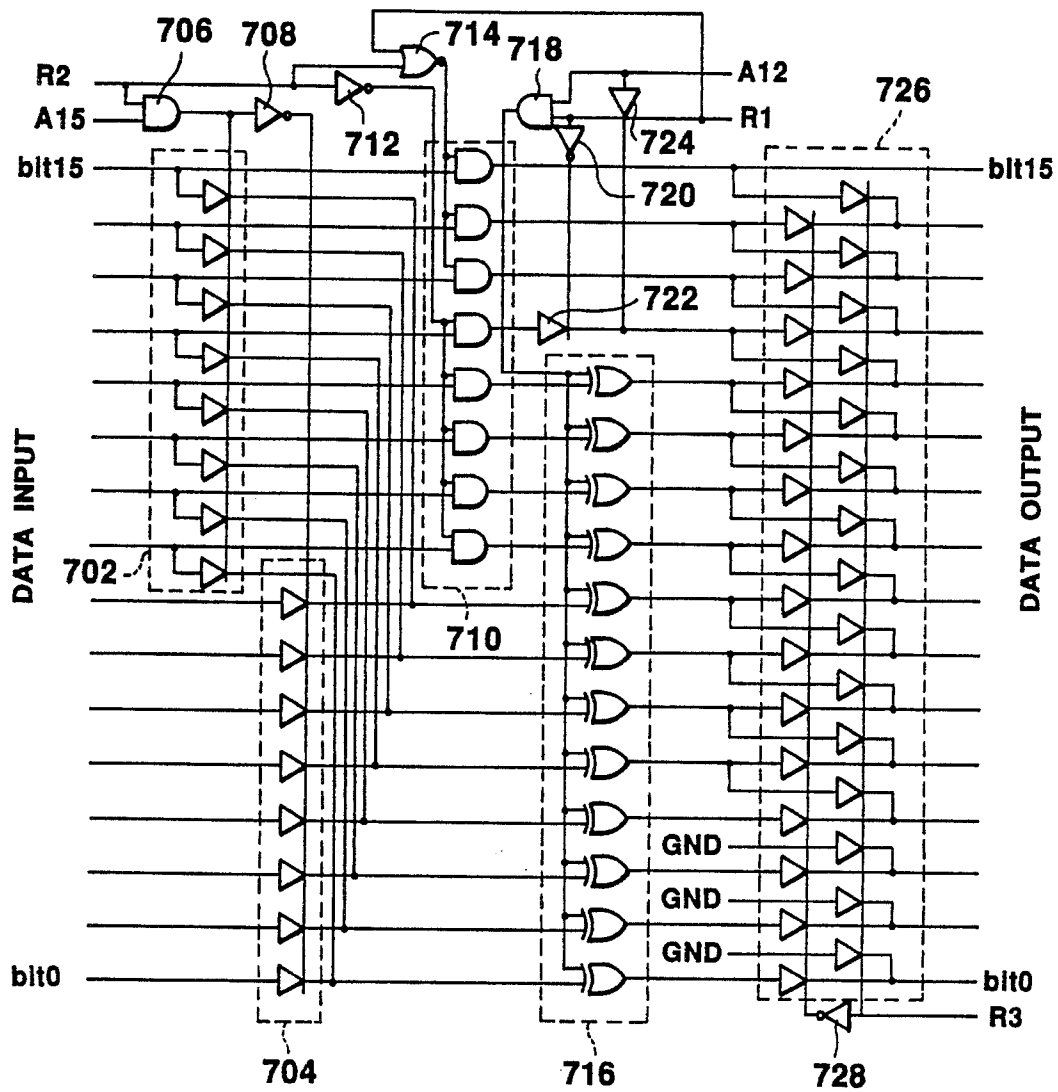 706
708
714
718
R2
A12
726
A15
712
724
R1
bit15
720
bit15
722
DATA INPUT
DATA OUTPUT
702
710
GND
GND
GND
bit0
bit0
R3
704
716
728